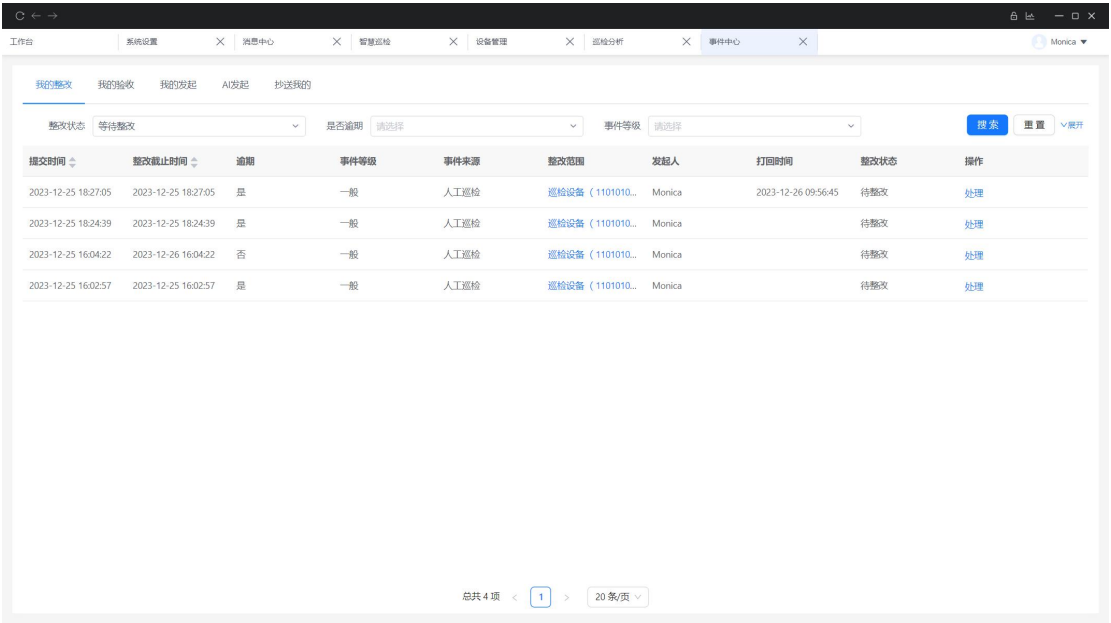 Monica
工作台 系统设置 消息中心 智慧巡检 设备管理 巡检分析 事件中心
我的整改 我的验收 我的发起 AI发起 抄送我的
整改状态 等待整改 是否逾期 请选择 事件等级 请选择 搜索 重置 展开
提交时间 整改截止时间 逾期 事件等级 事件来源 整改范围 发起人 打回时间 整改状态 操作
2023-12-25 18:27:05 2023-12-25 18:27:05 是 一般 人工巡检 巡检设备（1101010... Monica 2023-12-26 09:56:45 待整改 处理
2023-12-25 18:24:39 2023-12-25 18:24:39 是 一般 人工巡检 巡检设备（1101010... Monica 待整改 处理
2023-12-25 16:04:22 2023-12-26 16:04:22 否 一般 人工巡检 巡检设备（1101010... Monica 待整改 处理
2023-12-25 16:02:57 2023-12-25 16:02:57 是 一般 人工巡检 巡检设备（1101010... Monica 待整改 处理
总共 4 项 1 20 条/页